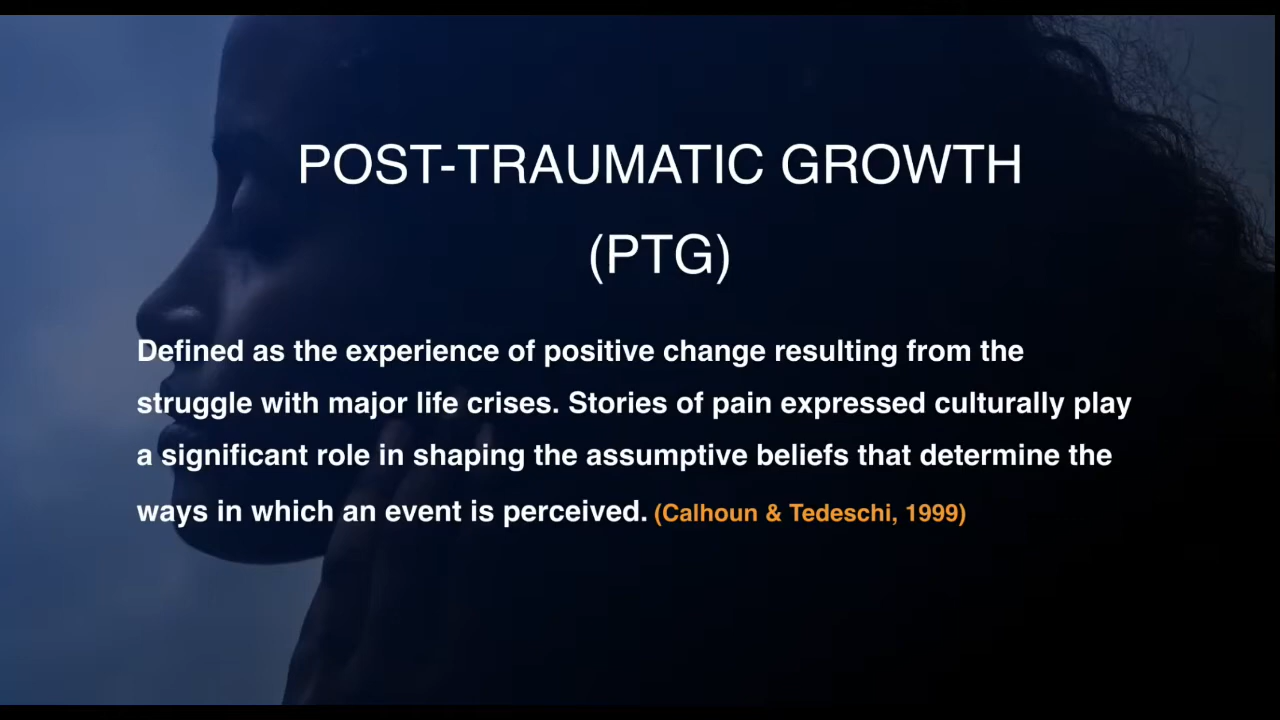 POST-TRAUMATIC GROWTH
(PTG)
Defined as the experience of positive change resulting from the
struggle with major life crises. Stories of pain expressed culturally play
a significant role in shaping the assumptive beliefs that determine the
ways in which an event is perceived. (Calhoun & Tedeschi, 1999)